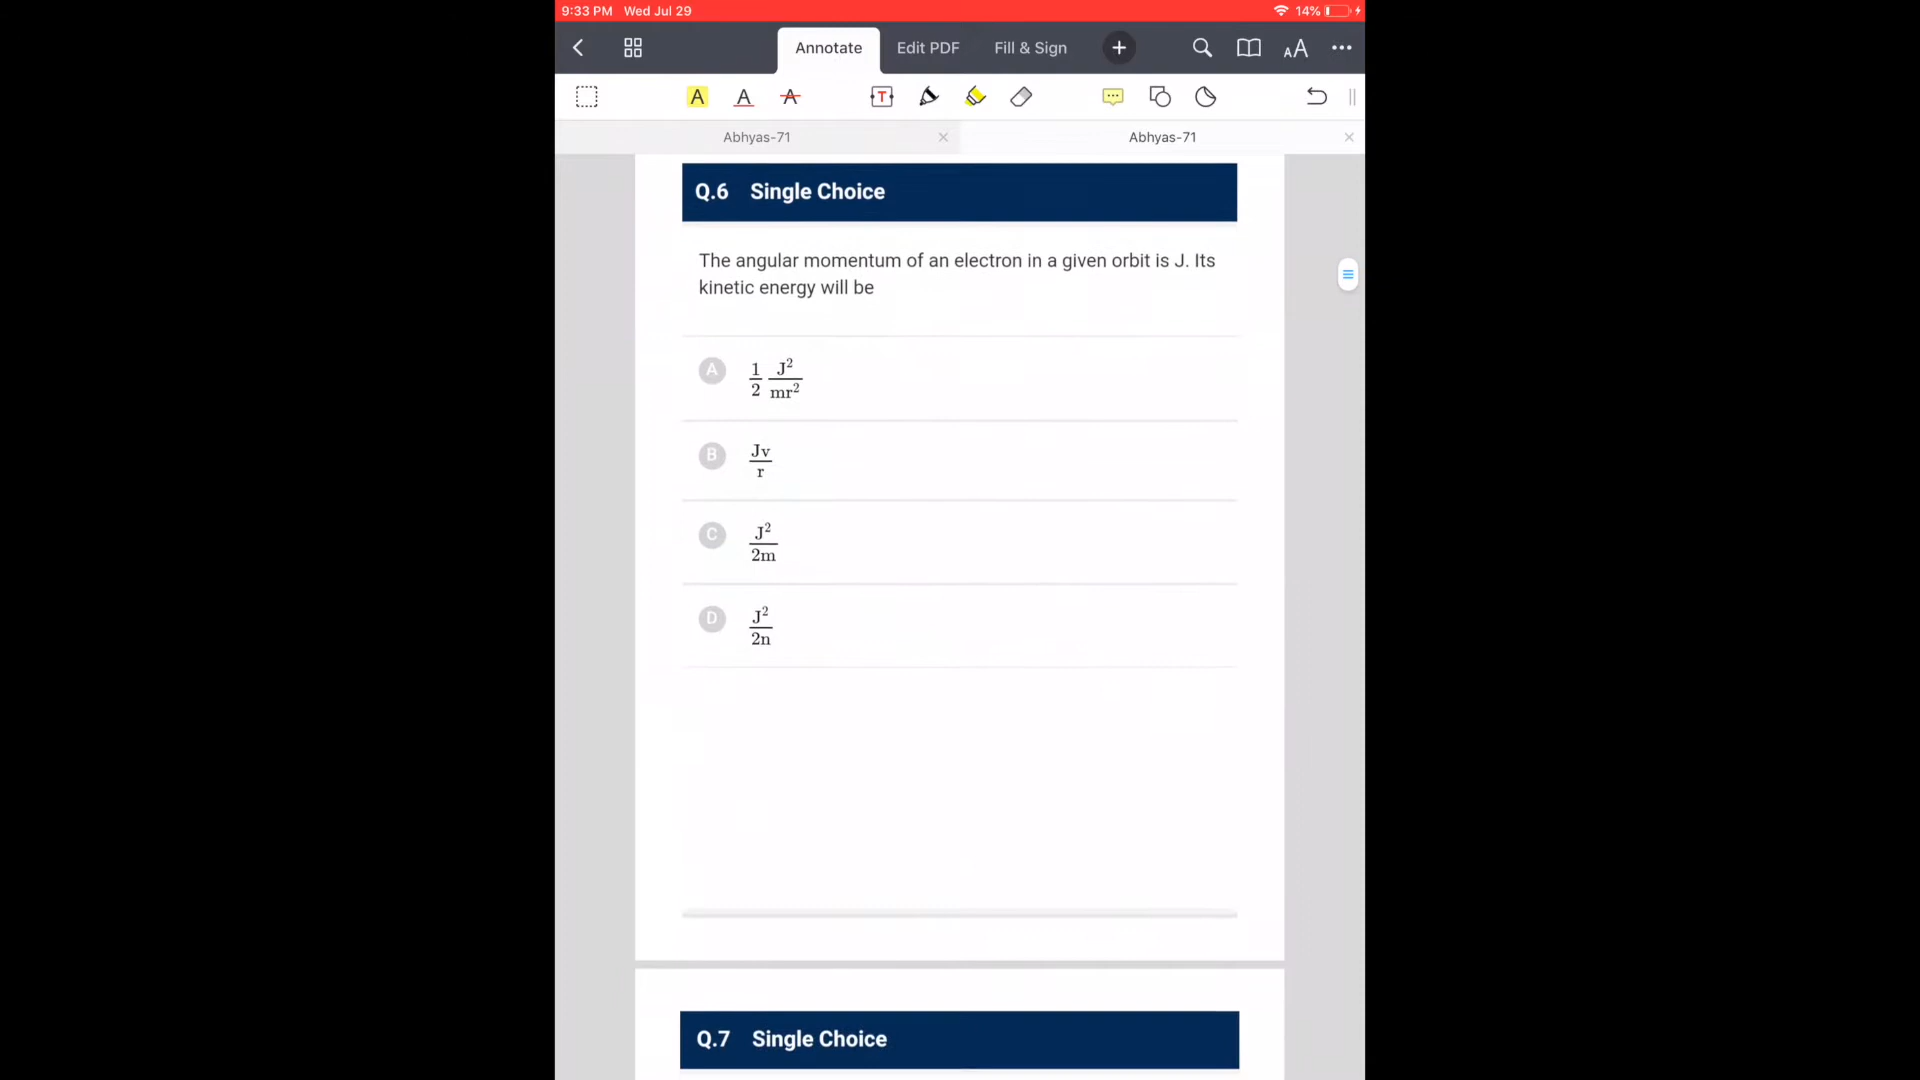 9:33 PM Wed Jul 29 14%
Annotate Edit PDF Fill & Sign AA
A A A T
Abhyas-71 Abhyas-71
Q.6 Single Choice
The angular momentum of an electron in a given orbit is J. Its
kinetic energy will be
A 1/2 J²/mr²
B Jv/r
C J²/2m
D J²/2n
Q.7 Single Choice